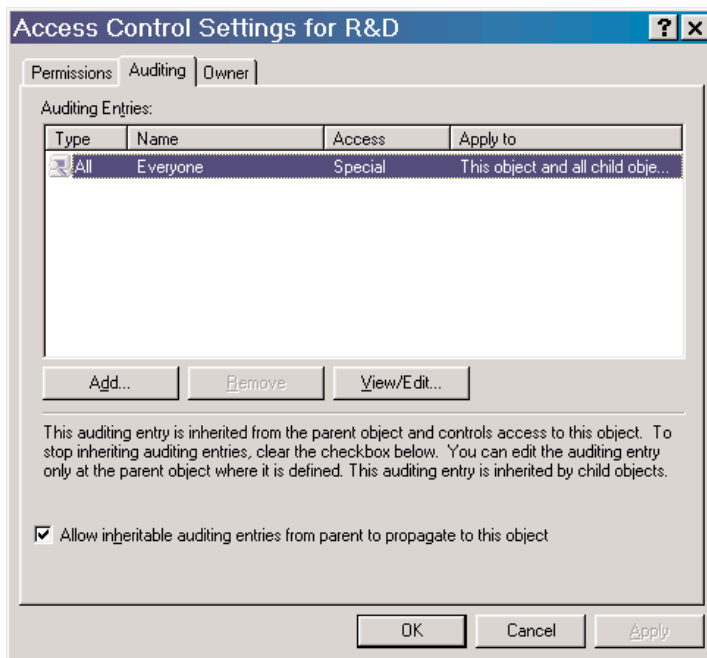 Access Control Settings for R&D
Permissions Auditing Owner
Auditing Entries:
Type Name Access Apply to
All Everyone Special This object and all child obje...
Add... Remove View/Edit...
This auditing entry is inherited from the parent object and controls access to this object. To
stop inheriting auditing entries, clear the checkbox below. You can edit the auditing entry
only at the parent object where it is defined. This auditing entry is inherited by child objects.
Allow inheritable auditing entries from parent to propagate to this object
OK Cancel Apply